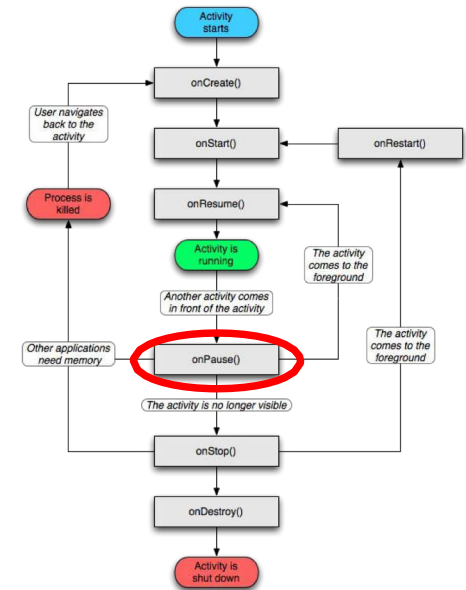 Activity
starts
onCreate()
User navigates
back to the
activity
onStart()
onRestart()
Process is
killed
onResume()
Activity is
running
The activity
comes to the
foreground
Another activity comes
in front of the activity
The activity
comes to the
foreground
Other applications
need memory
onPause()
The activity is no longer visible
onStop()
onDestroy()
Activity is
shut down